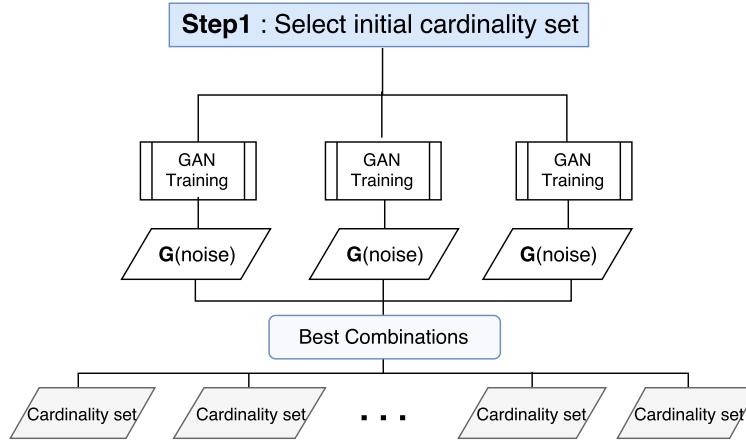 Step1 : Select initial cardinality set
GAN
Training
GAN
Training
GAN
Training
G(noise)
G(noise)
G(noise)
Best Combinations
Cardinality set
Cardinality set
. . .
Cardinality set
Cardinality set